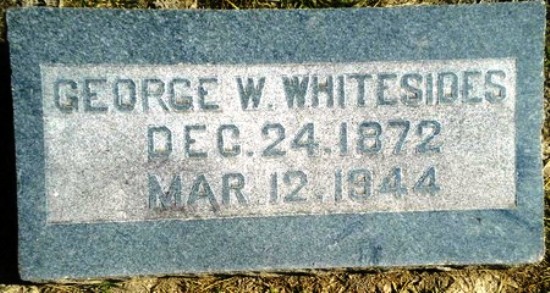 GEORGE W. WHITESIDES
DEC. 24. 1872
MAR. 12. 1944